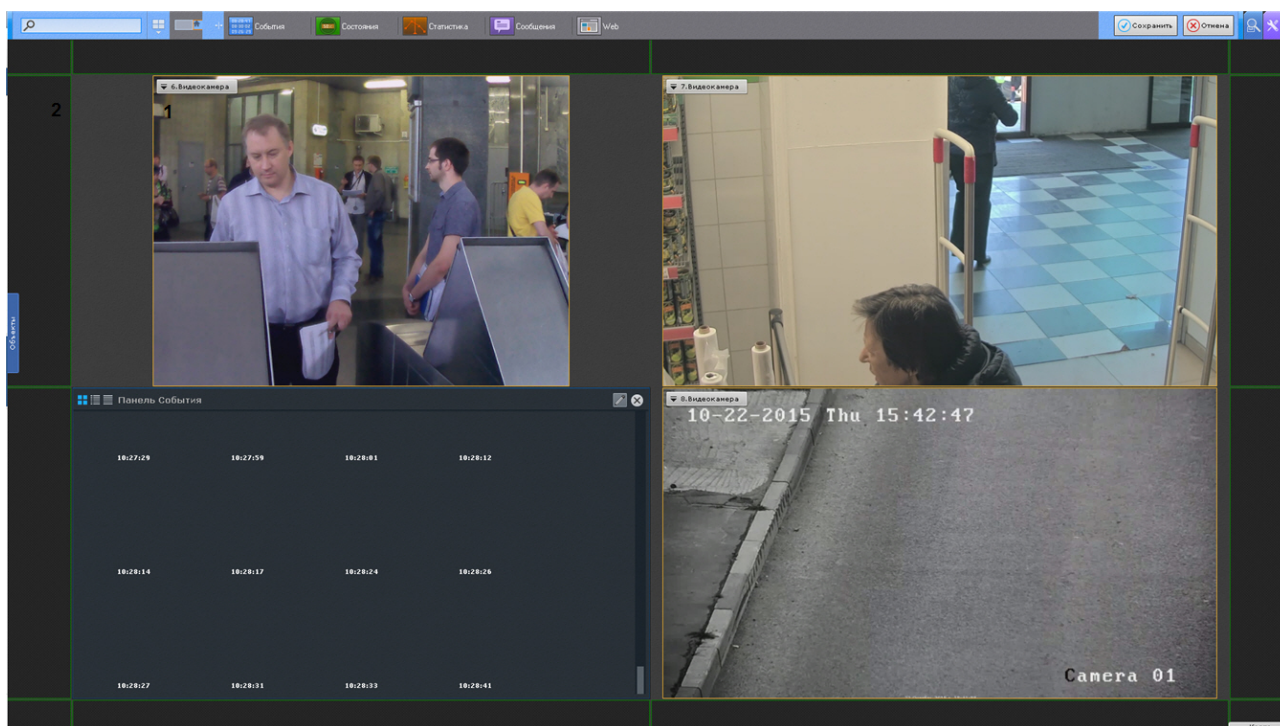 События Состояния Статистика Сообщения Web Сохранить Отмена
6.Видеокамера
7.Видеокамера
2
1
Объекты
Панель События
8.Видеокамера
10-22-2015 Thu 15:42:47
10:27:29 10:27:59 10:28:01 10:28:12
10:28:14 10:28:17 10:28:24 10:28:26
10:28:27 10:28:31 10:28:33 10:28:41
Camera 01